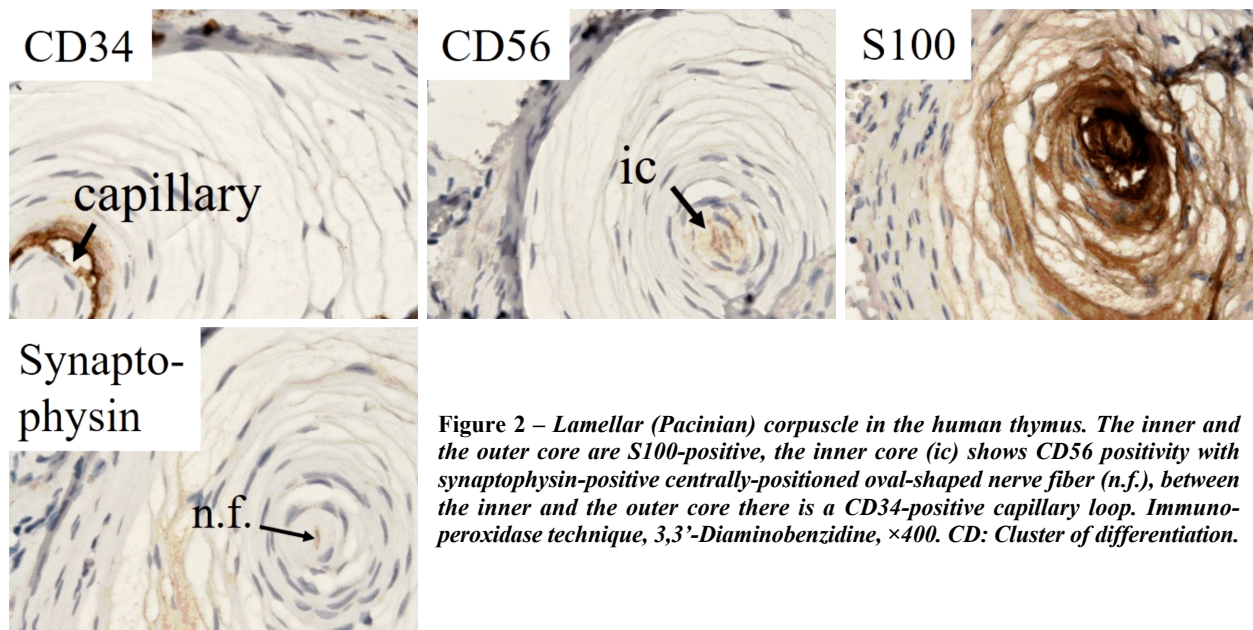 CD34
capillary
CD56
ic
S100
Synapto-
physin
n.f.
Figure 2 – Lamellar (Pacinian) corpuscle in the human thymus. The inner and
the outer core are S100-positive, the inner core (ic) shows CD56 positivity with
synaptophysin-positive centrally-positioned oval-shaped nerve fiber (n.f.), between
the inner and the outer core there is a CD34-positive capillary loop. Immuno-
peroxidase technique, 3,3’-Diaminobenzidine, ×400. CD: Cluster of differentiation.